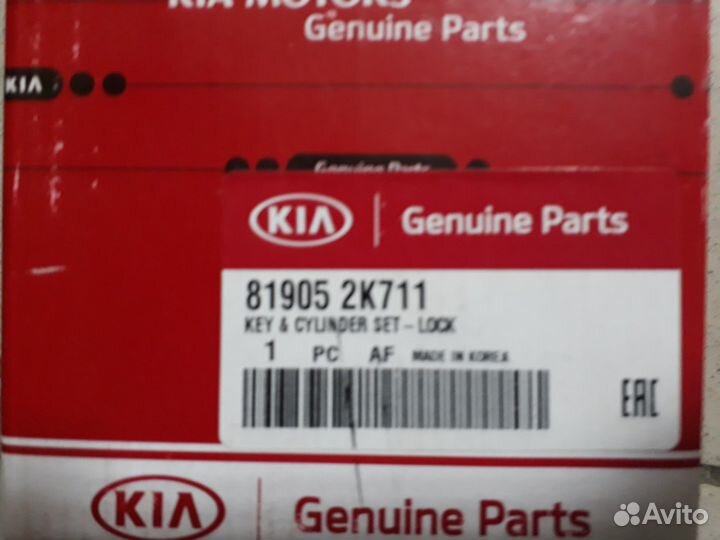 KIA MOTORS
Genuine Parts
KIA
Genuine Parts
KIA Genuine Parts
81905 2K711
KEY & CYLINDER SET - LOCK
1 PC AF MADE IN KOREA
EAC
KIA Genuine Parts
Avito